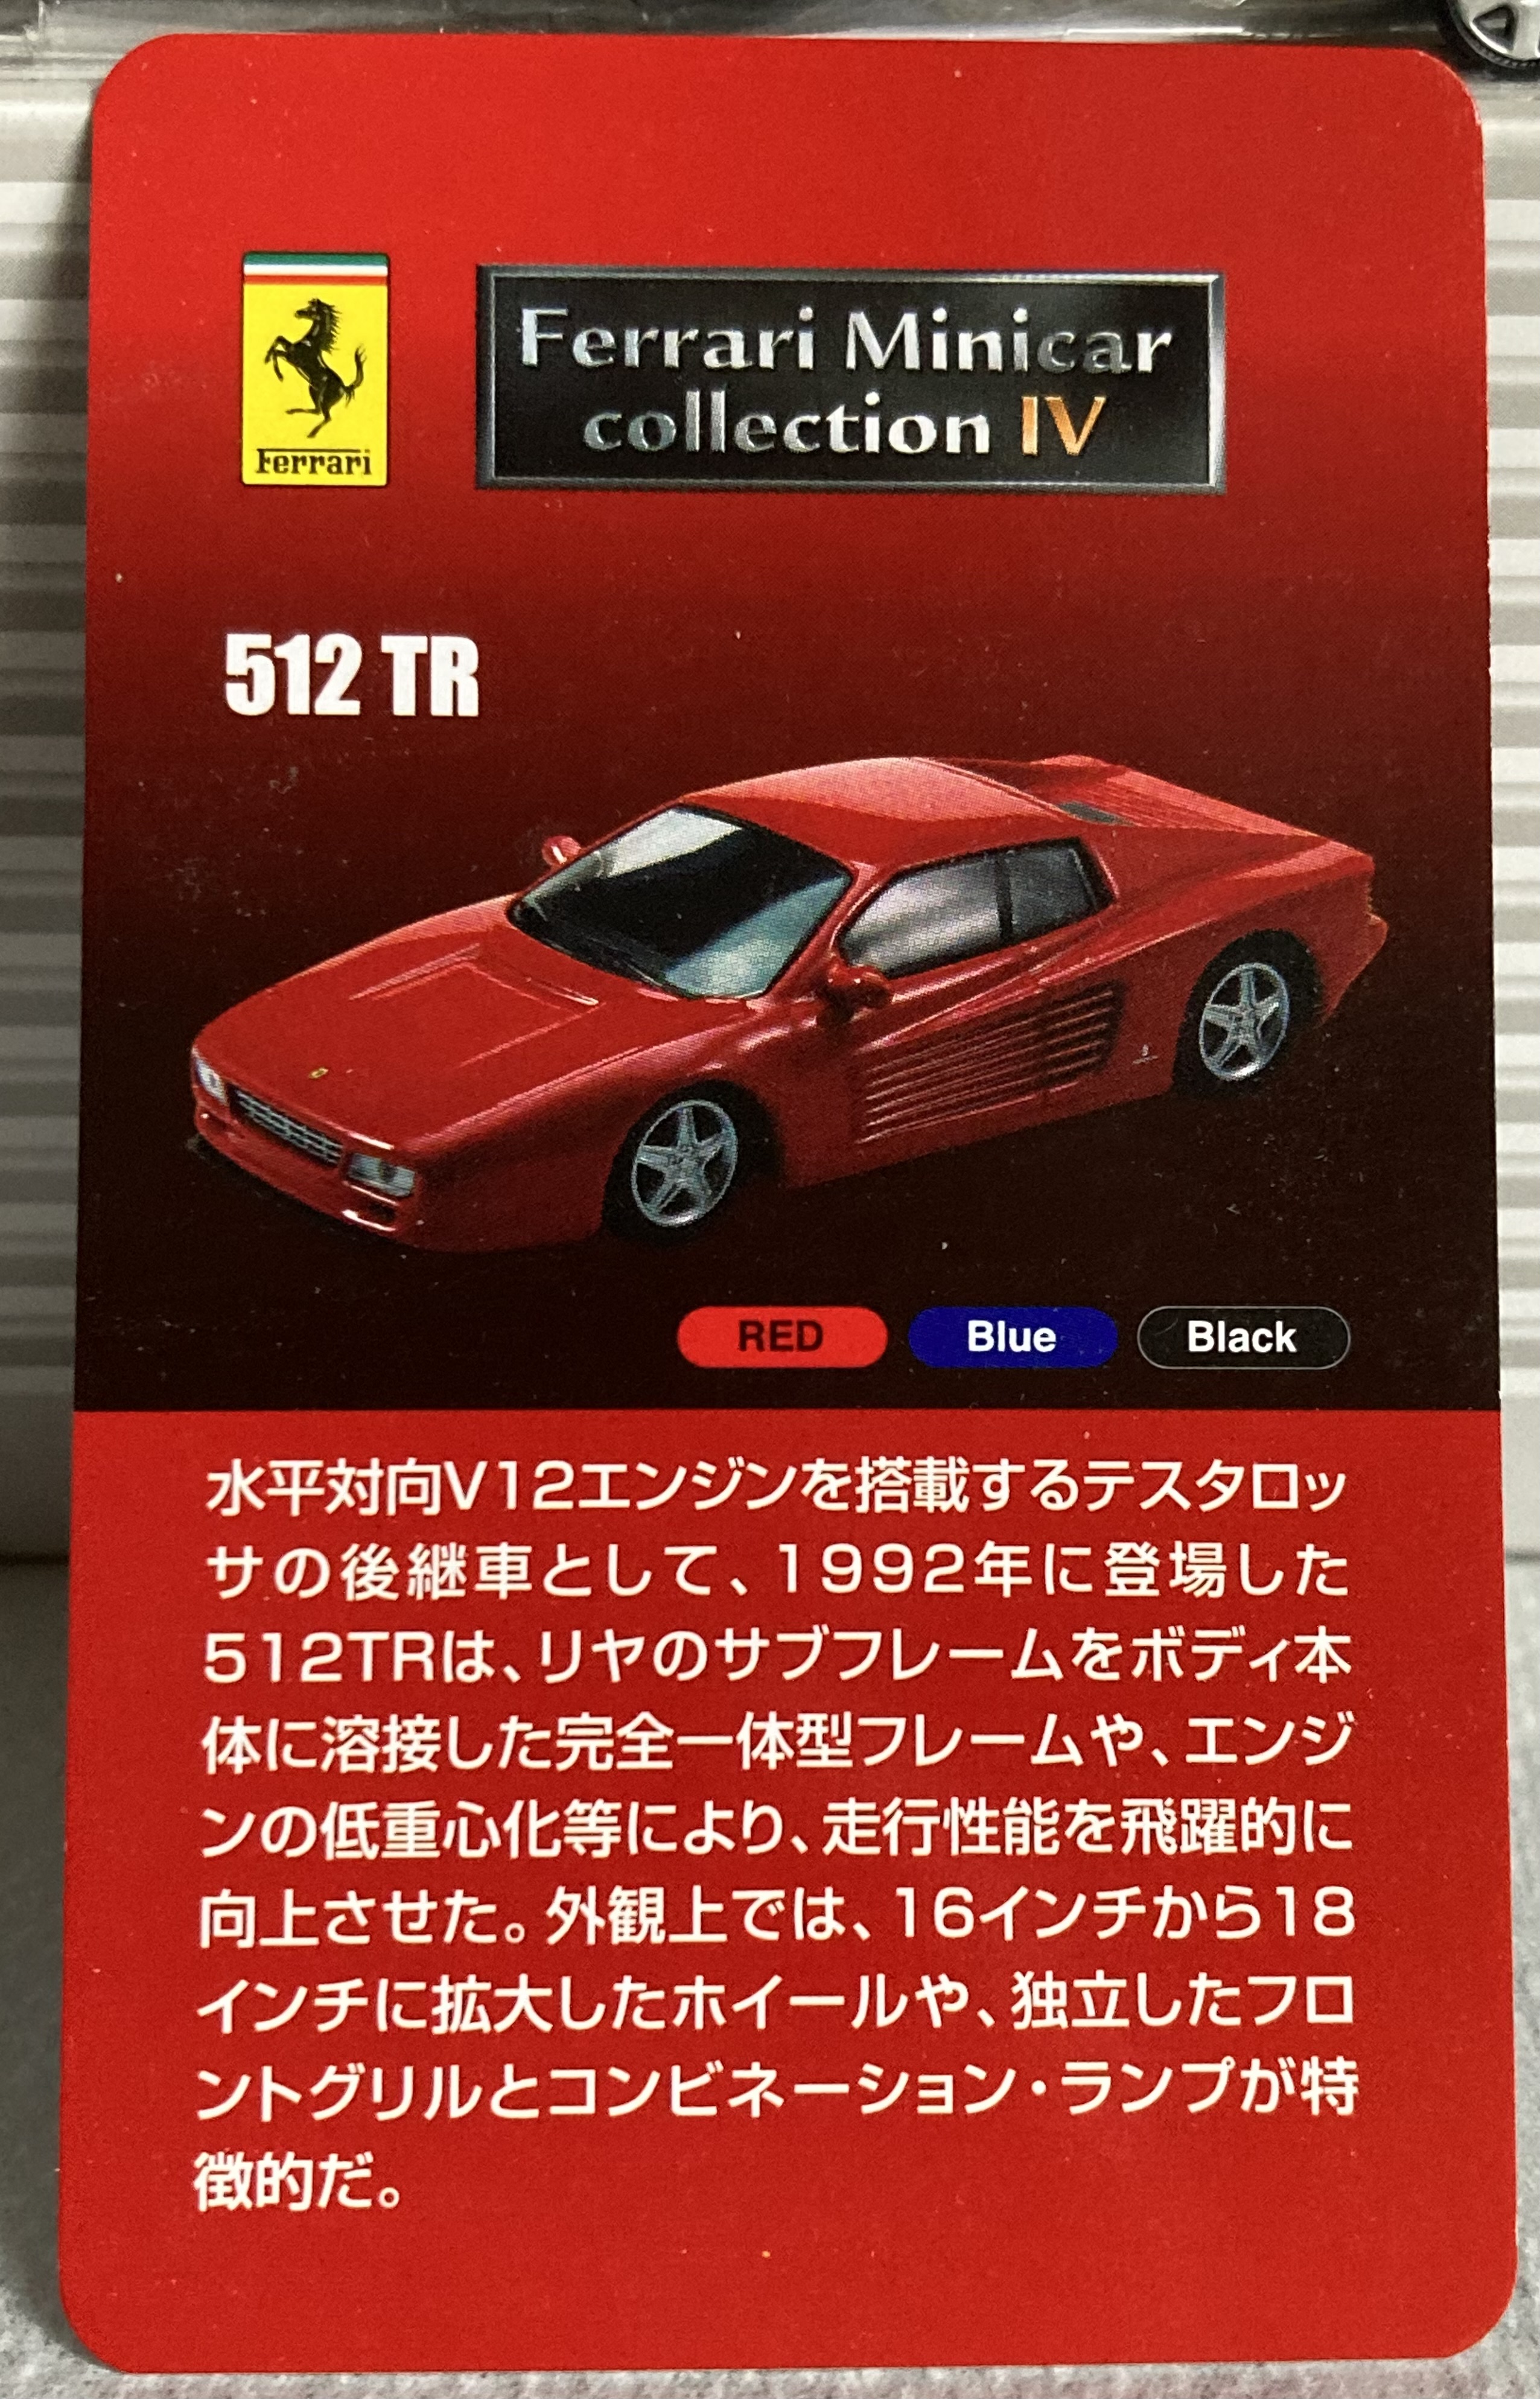 Ferrari
Ferrari Minicar
collection IV
512 TR
RED Blue Black
水平対向V12エンジンを搭載するテスタロッ
サの後継車として、1992年に登場した
512TRは、リヤのサブフレームをボディ本
体に溶接した完全一体型フレームや、エンジ
ンの低重心化等により、走行性能を飛躍的に
向上させた。外観上では、16インチから18
インチに拡大したホイールや、独立したフロ
ントグリルとコンビネーション・ランプが特
徴的だ。